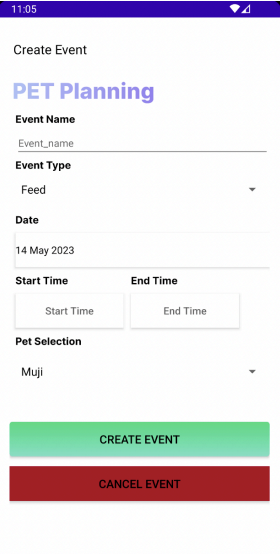 11:05
Create Event
PET Planning
Event Name
Event_name
Event Type
Feed
Date
14 May 2023
Start Time End Time
Start Time End Time
Pet Selection
Muji
CREATE EVENT
CANCEL EVENT